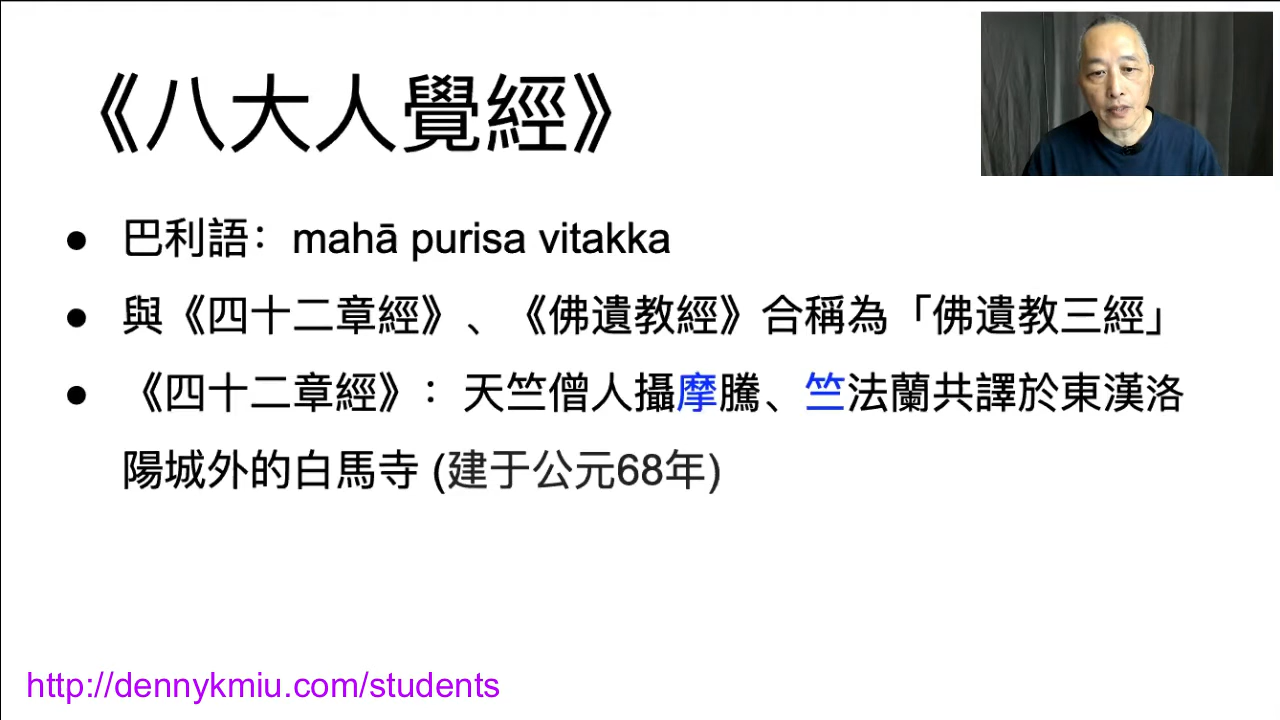 《八大人覺經》
● 巴利語：mahā purisa vitakka
● 與《四十二章經》、《佛遺教經》合稱為「佛遺教三經」
● 《四十二章經》：天竺僧人攝摩騰、竺法蘭共譯於東漢洛
陽城外的白馬寺 (建于公元68年)
http://dennykmiu.com/students